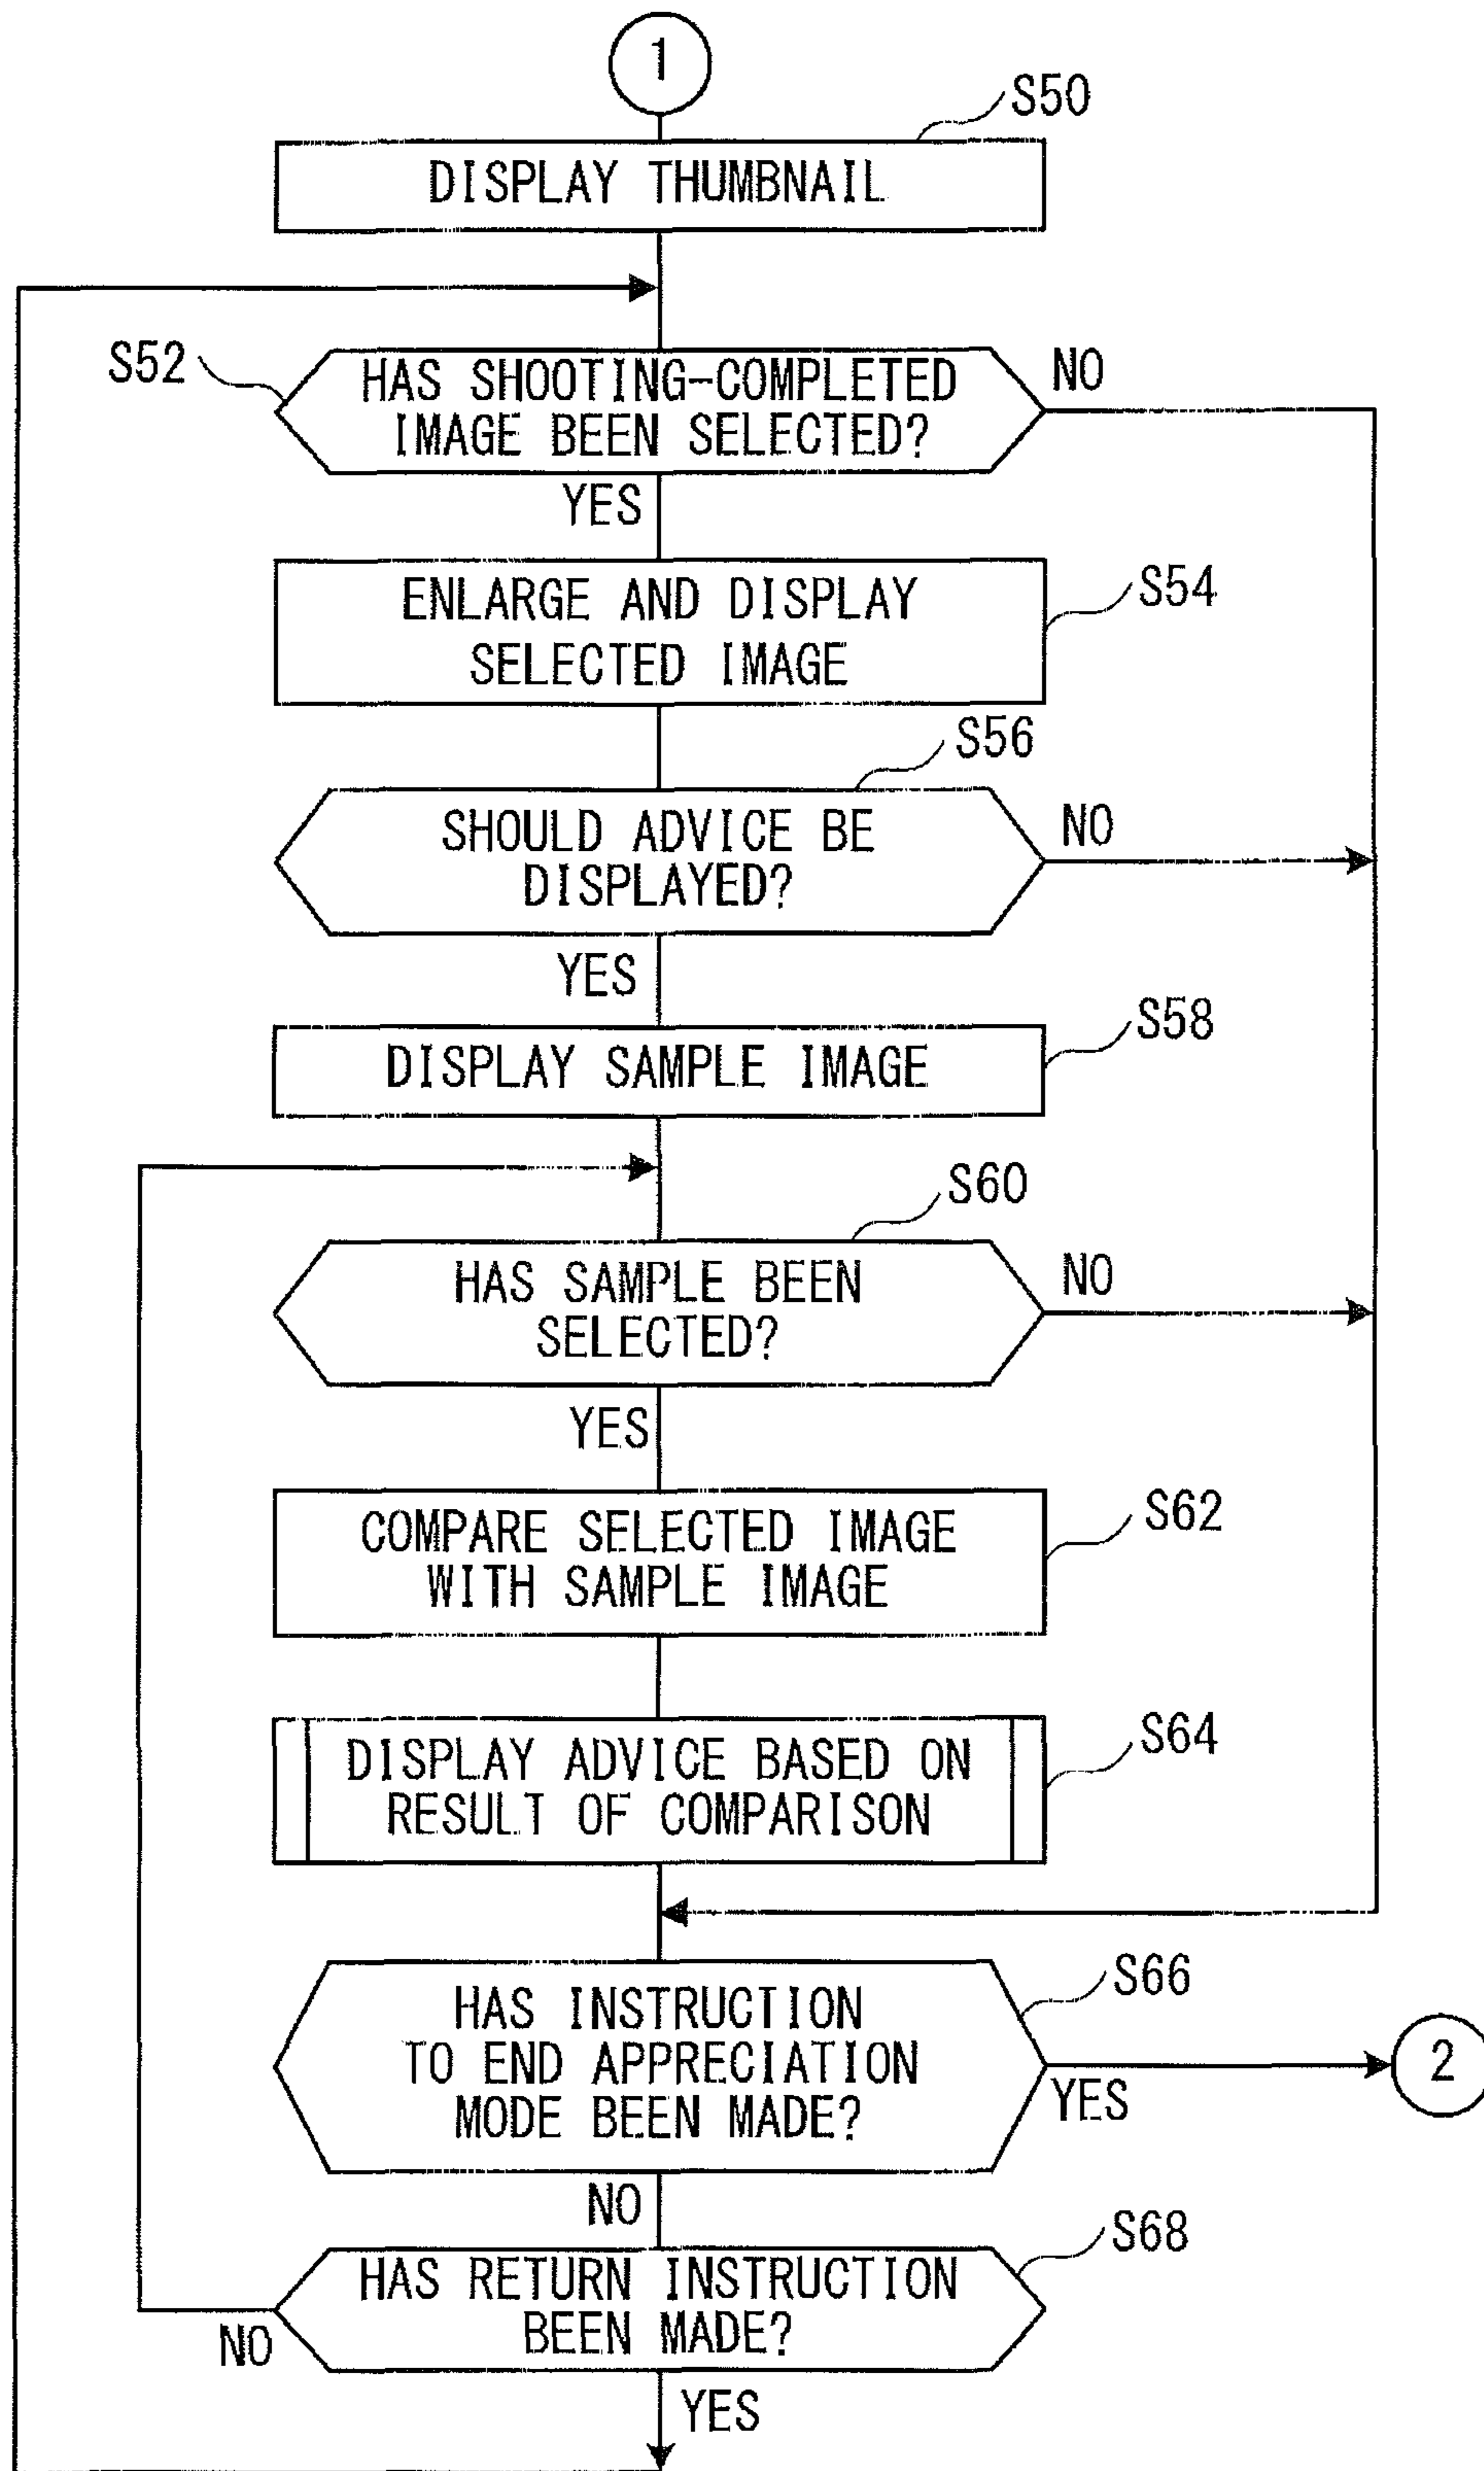 1
S50
DISPLAY THUMBNAIL
S52
HAS SHOOTING-COMPLETED
IMAGE BEEN SELECTED?
NO
YES
ENLARGE AND DISPLAY
SELECTED IMAGE
S54
S56
SHOULD ADVICE BE
DISPLAYED?
NO
YES
S58
DISPLAY SAMPLE IMAGE
S60
HAS SAMPLE BEEN
SELECTED?
NO
YES
COMPARE SELECTED IMAGE
WITH SAMPLE IMAGE
S62
DISPLAY ADVICE BASED ON
RESULT OF COMPARISON
S64
S66
HAS INSTRUCTION
TO END APPRECIATION
MODE BEEN MADE?
YES
2
NO
S68
HAS RETURN INSTRUCTION
BEEN MADE?
NO
YES